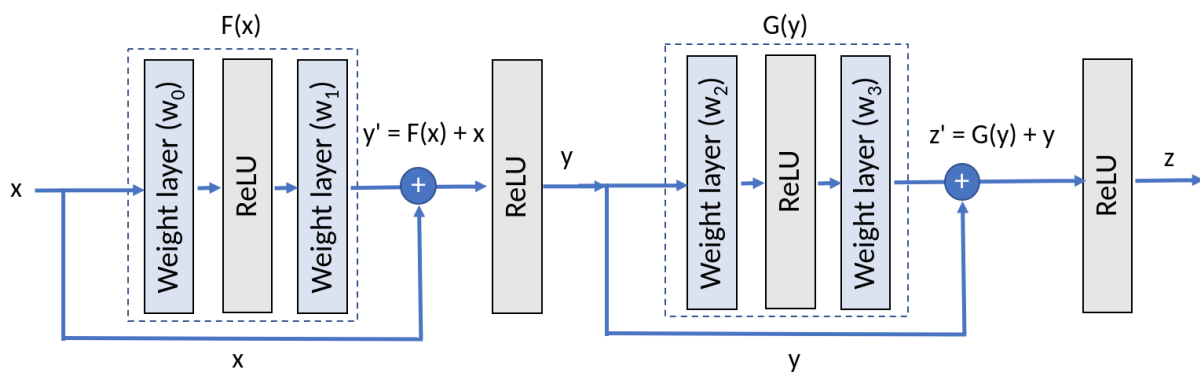 F(x)
G(y)
Weight layer (w₀)
ReLU
Weight layer (w₁)
y' = F(x) + x
+
ReLU
y
Weight layer (w₂)
ReLU
Weight layer (w₃)
z' = G(y) + y
+
ReLU
z
x
x
y